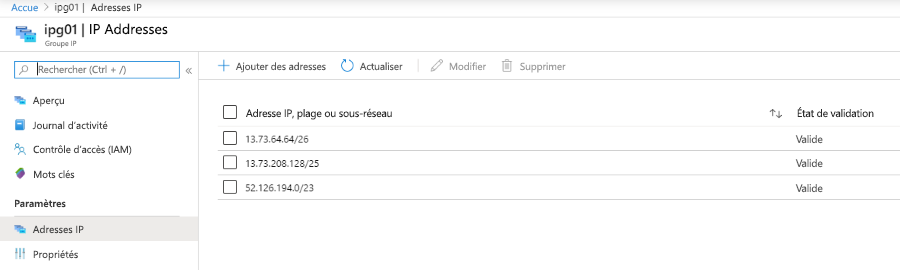 Accue > ipg01 | Adresses IP
ipg01 | IP Addresses
Groupe IP
Rechercher (Ctrl + /) «
Aperçu
Journal d'activité
Contrôle d'accès (IAM)
Mots clés
Paramètres
Adresses IP
Propriétés
+ Ajouter des adresses Actualiser Modifier Supprimer
Adresse IP, plage ou sous-réseau ↑↓ État de validation
13.73.64.64/26 Valide
13.73.208.128/25 Valide
52.126.194.0/23 Valide